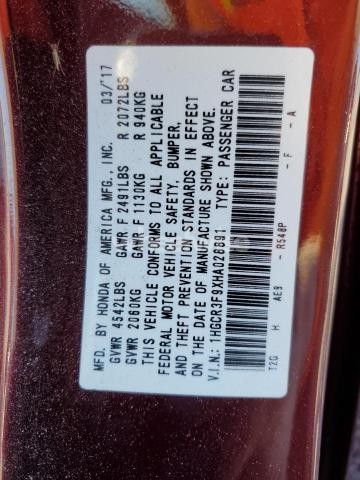 MFD. BY HONDA OF AMERICA MFG., INC. 03/'17
GVWR 4542LBS GAWR F 2491LBS R 2072LBS
GVWR 2060KG GAWR F 1130KG R 940KG
THIS VEHICLE CONFORMS TO ALL APPLICABLE
FEDERAL MOTOR VEHICLE SAFETY, BUMPER,
AND THEFT PREVENTION STANDARDS IN EFFECT
ON THE DATE OF MANUFACTURE SHOWN ABOVE.
V.I.N.: 1HGCR3F9XHA026891 TYPE: PASSENGER CAR
T2G H AE9 - R548P - F - A